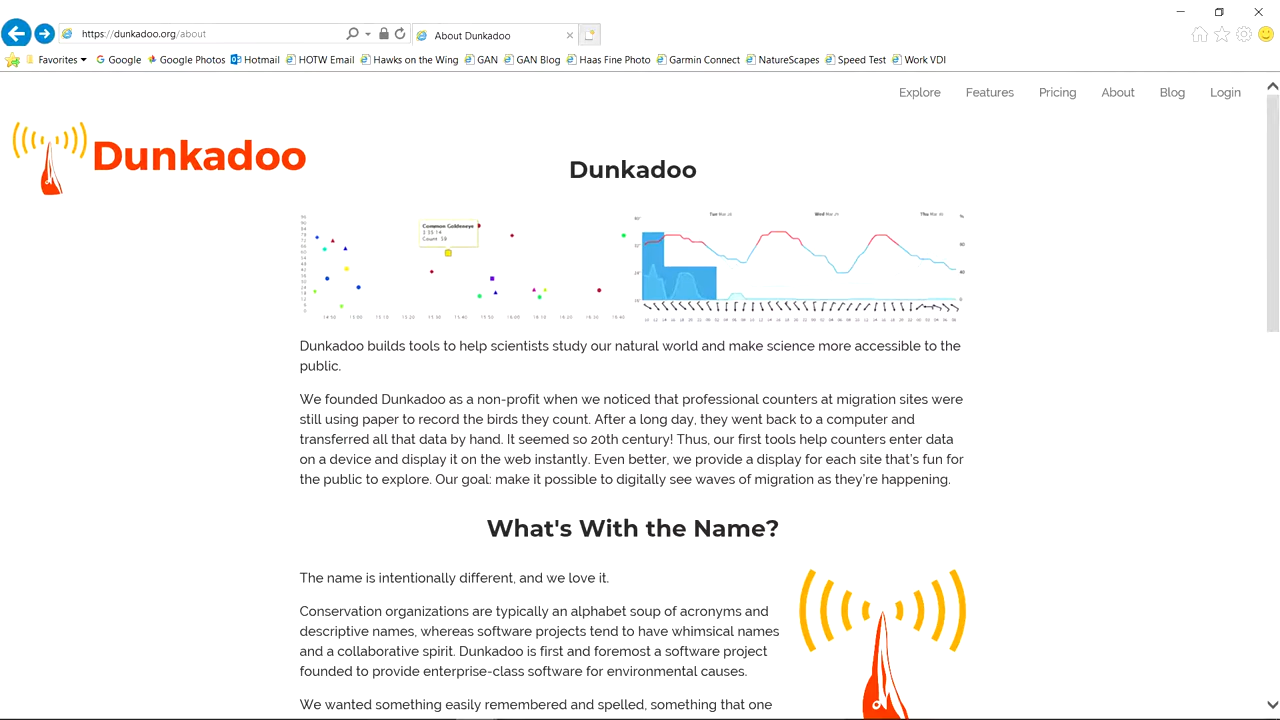 https://dunkadoo.org/about
About Dunkadoo
Favorites
Google
Google Photos
Hotmail
HOTW Email
Hawks on the Wing
GAN
GAN Blog
Haas Fine Photo
Garmin Connect
NatureScapes
Speed Test
Work VDI
Explore
Features
Pricing
About
Blog
Login
Dunkadoo
Dunkadoo
Common Goldeneye
Dunkadoo builds tools to help scientists study our natural world and make science more accessible to the
public.
We founded Dunkadoo as a non-profit when we noticed that professional counters at migration sites were
still using paper to record the birds they count. After a long day, they went back to a computer and
transferred all that data by hand. It seemed so 20th century! Thus, our first tools help counters enter data
on a device and display it on the web instantly. Even better, we provide a display for each site that's fun for
the public to explore. Our goal: make it possible to digitally see waves of migration as they're happening.
What's With the Name?
The name is intentionally different, and we love it.
Conservation organizations are typically an alphabet soup of acronyms and
descriptive names, whereas software projects tend to have whimsical names
and a collaborative spirit. Dunkadoo is first and foremost a software project
founded to provide enterprise-class software for environmental causes.
We wanted something easily remembered and spelled, something that one